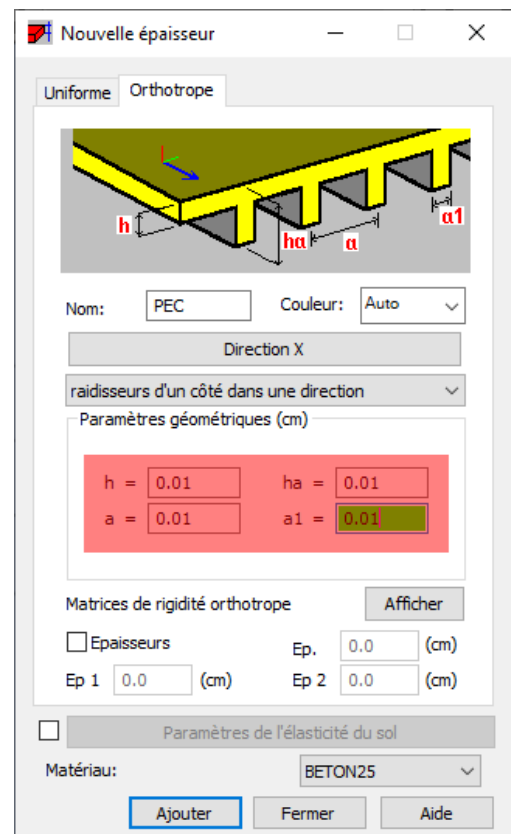 Nouvelle épaisseur
Uniforme Orthotrope
h
ha
a
a1
Nom: PEC Couleur: Auto
Direction X
raidisseurs d'un côté dans une direction
Paramètres géométriques (cm)
h = 0.01 ha = 0.01
a = 0.01 a1 = 0.01
Matrices de rigidité orthotrope Afficher
Epaisseurs Ep. 0.0 (cm)
Ep 1 0.0 (cm) Ep 2 0.0 (cm)
Paramètres de l'élasticité du sol
Matériau: BETON25
Ajouter Fermer Aide